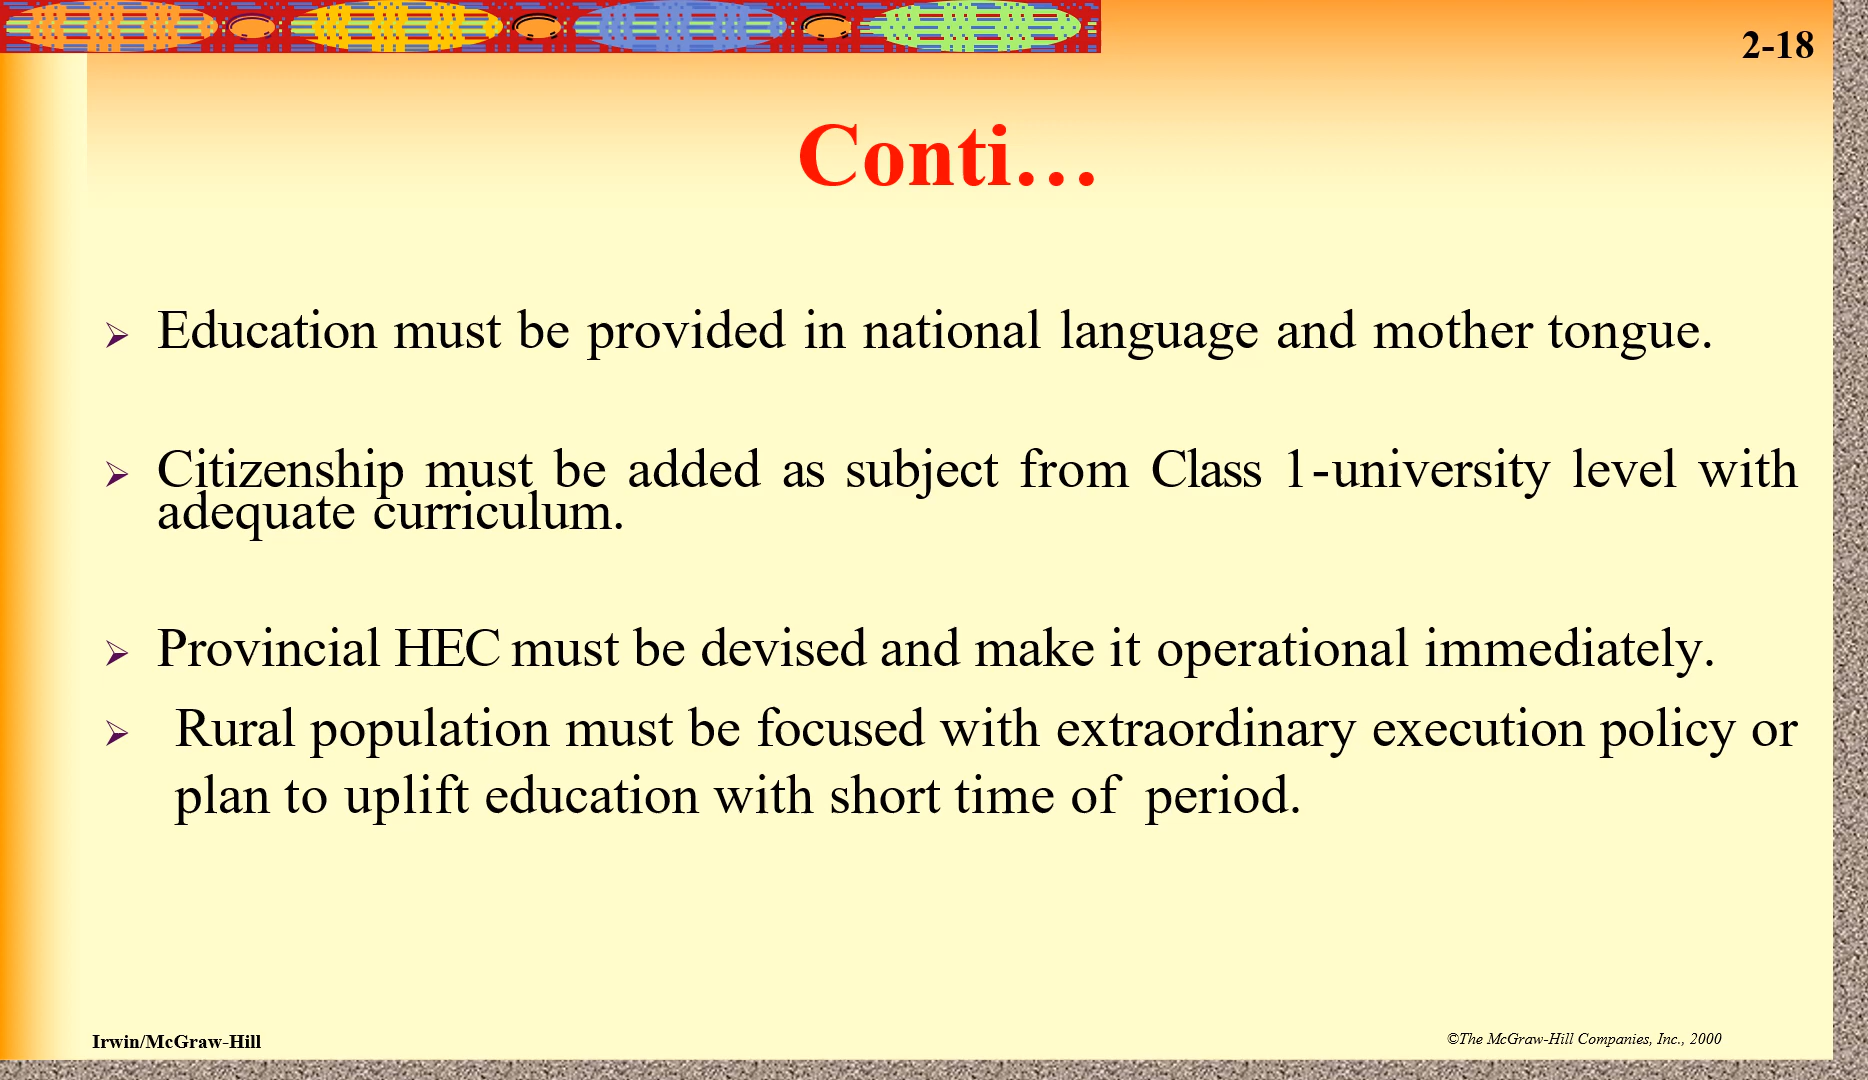 2-18
Conti…
Education must be provided in national language and mother tongue.
Citizenship must be added as subject from Class 1-university level with
adequate curriculum.
Provincial HEC must be devised and make it operational immediately.
Rural population must be focused with extraordinary execution policy or
plan to uplift education with short time of  period.
Irwin/McGraw-Hill
©The McGraw-Hill Companies, Inc., 2000